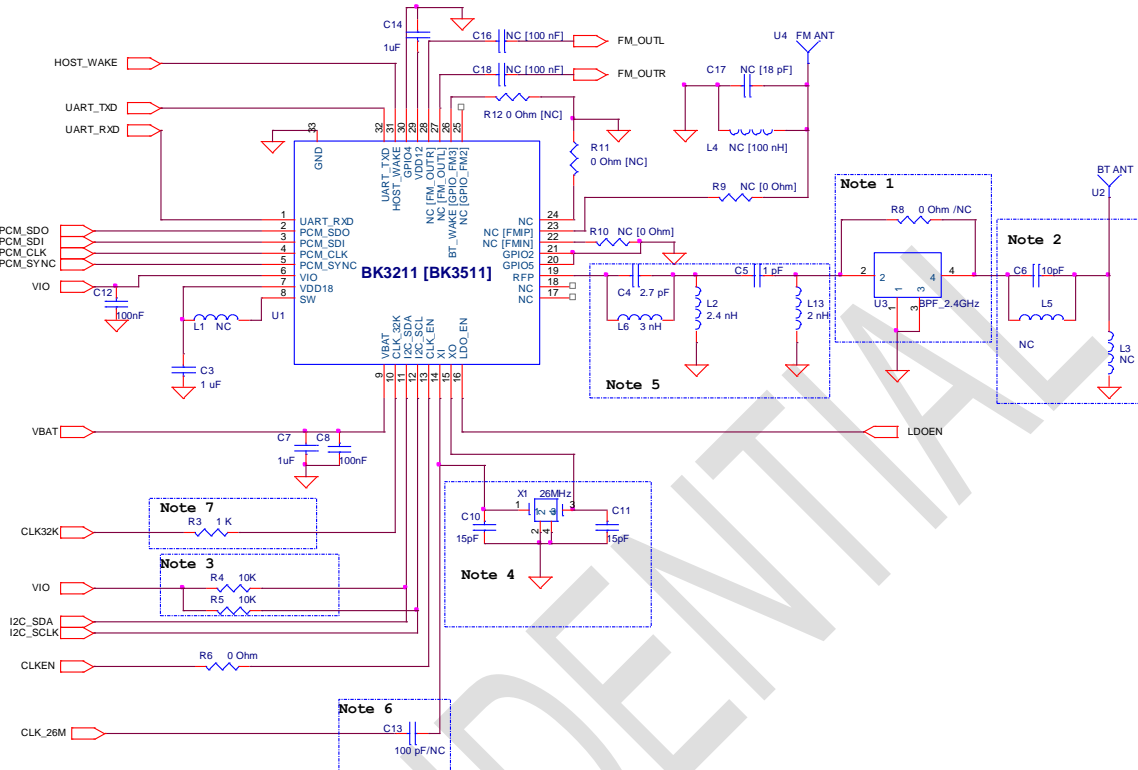 C14
1uF
C16 NC [100 nF] FM_OUTL
C18 NC [100 nF] FM_OUTR
R12 0 Ohm [NC]
HOST_WAKE
UART_TXD
UART_RXD
U4 FM ANT
C17 NC [18 pF]
L4 NC [100 nH]
R11
0 Ohm [NC]
R9 NC [0 Ohm]
R10 NC [0 Ohm]
33
GND
32 31 30 29 28 27 26 25
UART_TXD
HOST_WAKE
GPIO4
VDD12
NC [FM_OUTR]
NC [FM_OUTL]
BT_WAKE [GPIO_FM3]
NC [GPIO_FM2]
1 UART_RXD
2 PCM_SDO
3 PCM_SDI
4 PCM_CLK
5 PCM_SYNC
6 VIO
7 VDD18
8 SW
PCM_SDO
PCM_SDI
PCM_CLK
PCM_SYNC
VIO
C12
100nF
L1 NC
U1
C3
1 uF
BK3211 [BK3511]
NC 24
NC [FMIP] 23
NC [FMIN] 22
GPIO2 21
GPIO5 20
RFP 19
NC 18
NC 17
VBAT
CLK_32K
I2C_SDA
I2C_SCL
CLK_EN
XI
XO
LDO_EN
9 10 11 12 13 14 15 16
C4 2.7 pF
L6 3 nH
L2
2.4 nH
C5 1 pF
L13
2 nH
Note 5
Note 1
R8 0 Ohm /NC
2 2 4 4
1 3
1 3
U3 BPF_2.4GHz
BT ANT
U2
Note 2
C6 10pF
L5
NC
L3
NC
VBAT
C7
1uF
C8
100nF
LDOEN
Note 7
R3 1 K
CLK32K
Note 3
R4 10K
R5 10K
VIO
I2C_SDA
I2C_SCLK
CLKEN
R6 0 Ohm
X1 26MHz
1 3
2 4
C10
15pF
C11
15pF
Note 4
Note 6
C13
100 pF/NC
CLK_26M
DENTIAL